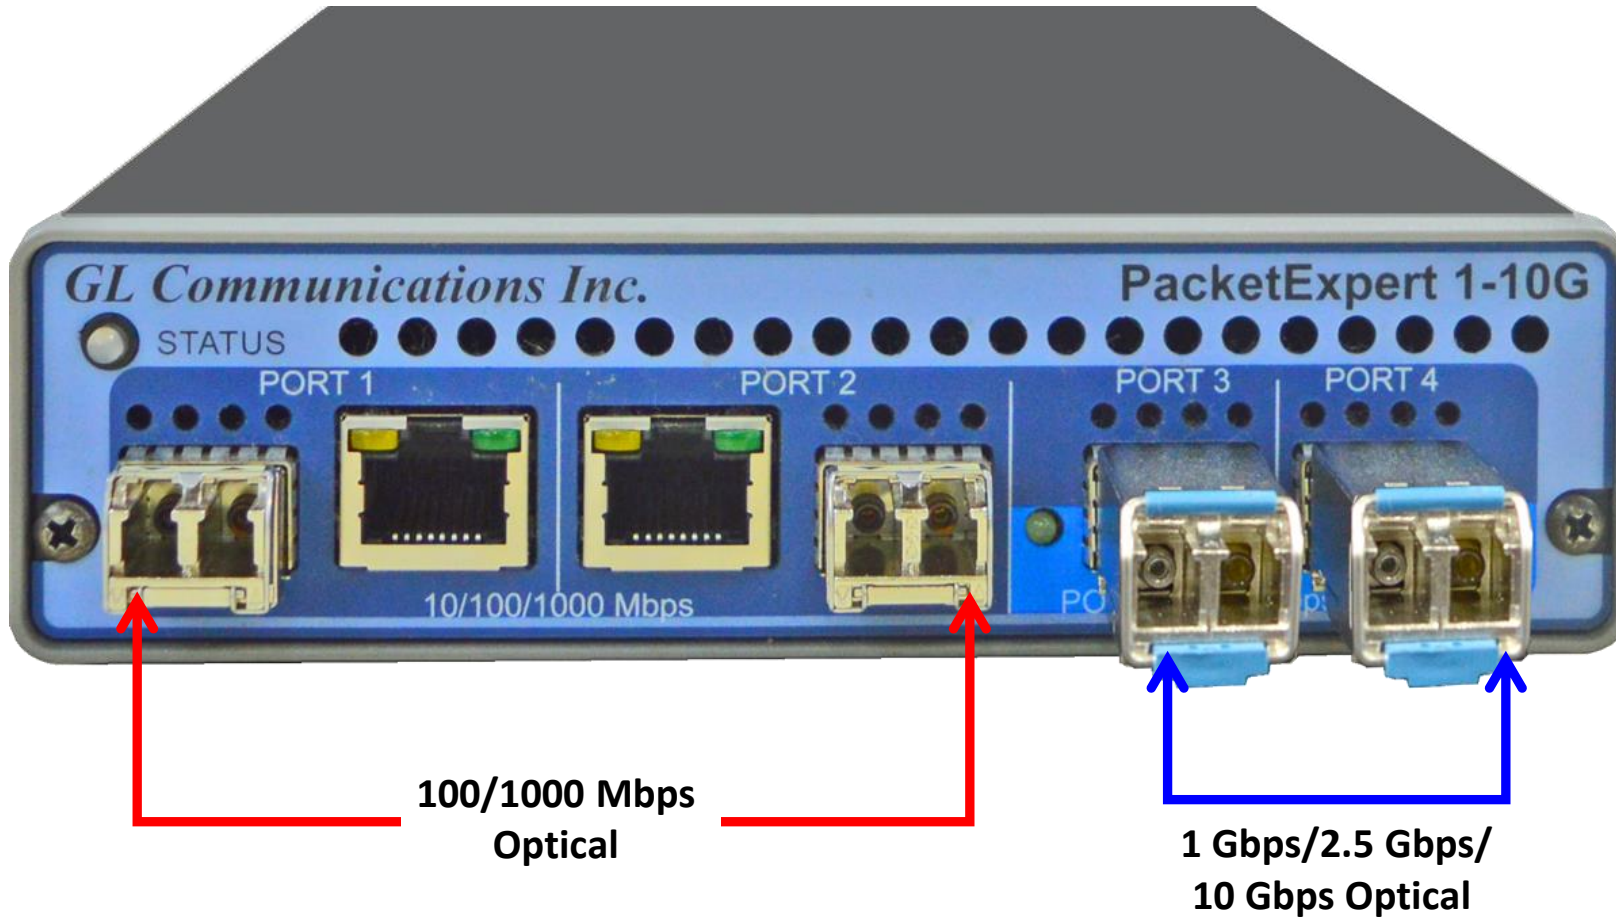 GL Communications Inc.
PacketExpert 1-10G
STATUS
PORT 1
PORT 2
PORT 3
PORT 4
10/100/1000 Mbps
100/1000 Mbps
Optical
1 Gbps/2.5 Gbps/
10 Gbps Optical